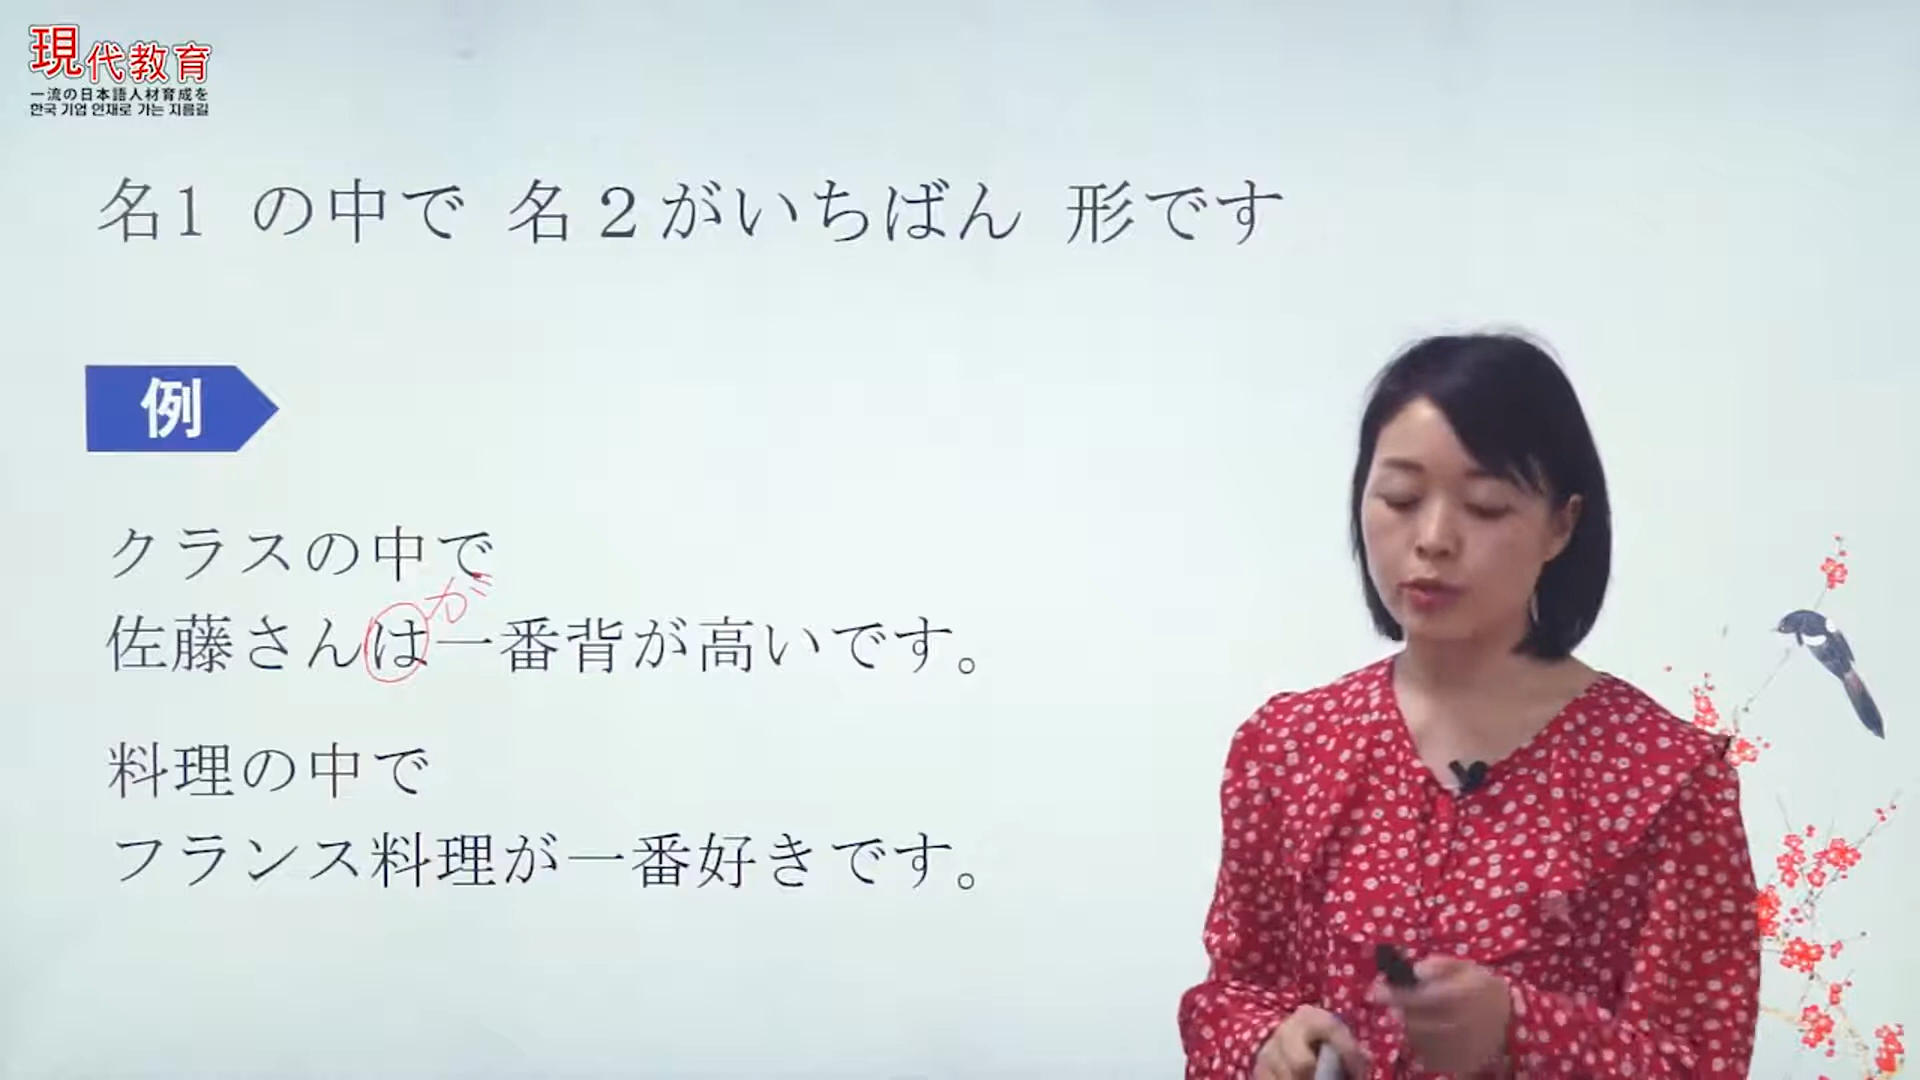 現代教育
一流の日本語人材育成を
한국 기업 인재로 가는 지름길
名1 の中で 名2がいちばん 形です
例
クラスの中で
が
佐藤さんは一番背が高いです。
料理の中で
フランス料理が一番好きです。